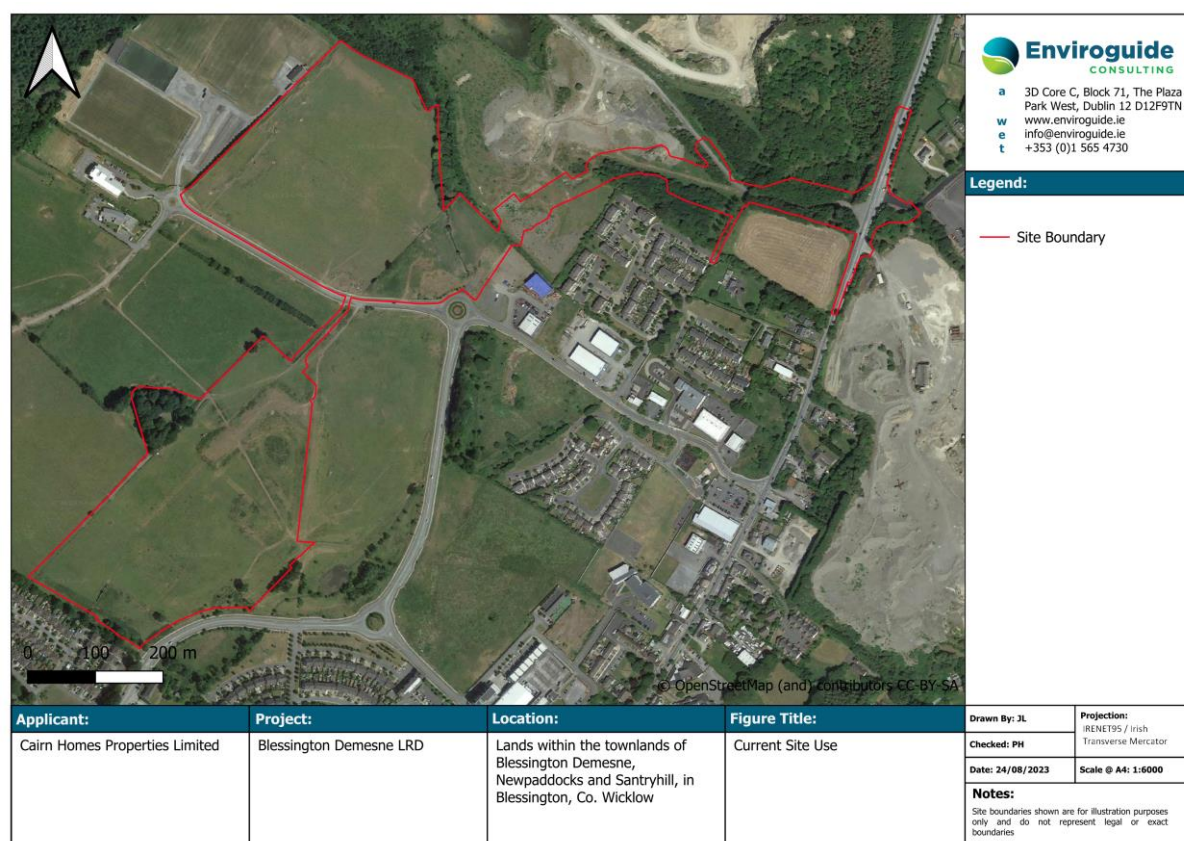 Enviroguide
CONSULTING
a 3D Core C, Block 71, The Plaza
Park West, Dublin 12 D12F9TN
w www.enviroguide.ie
e info@enviroguide.ie
t +353 (0)1 565 4730
Legend:
Site Boundary
0 100 200 m
© OpenStreetMap (and) contributors CC-BY-SA
Applicant:
Cairn Homes Properties Limited
Project:
Blessington Demesne LRD
Location:
Lands within the townlands of
Blessington Demesne,
Newpaddocks and Santryhill, in
Blessington, Co. Wicklow
Figure Title:
Current Site Use
Drawn By: JL
Checked: PH
Date: 24/08/2023
Projection:
IRENET95 / Irish
Transverse Mercator
Scale @ A4: 1:6000
Notes:
Site boundaries shown are for illustration purposes
only and do not represent legal or exact
boundaries